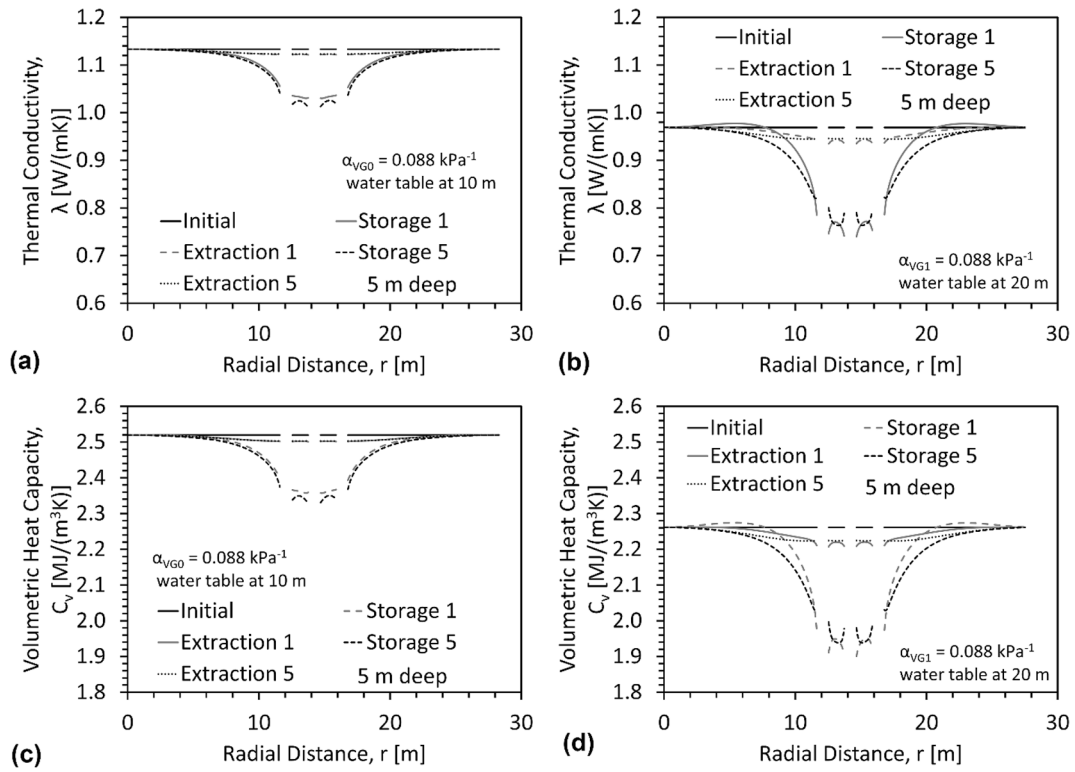 (a)
Thermal Conductivity,
λ [W/(mK)]
1.2
1.1
1.0
0.9
0.8
0.7
0.6
α_VG0 = 0.088 kPa⁻¹
water table at 10 m
Initial
Storage 1
Extraction 1
Storage 5
Extraction 5
5 m deep
0 10 20 30
Radial Distance, r [m]
(b)
Thermal Conductivity,
λ [W/(mK)]
1.2
1.1
1.0
0.9
0.8
0.7
0.6
Initial
Storage 1
Extraction 1
Storage 5
Extraction 5
5 m deep
α_VG1 = 0.088 kPa⁻¹
water table at 20 m
0 10 20 30
Radial Distance, r [m]
(c)
Volumetric Heat Capacity,
C_v [MJ/(m³K)]
2.6
2.5
2.4
2.3
2.2
2.1
2.0
1.9
1.8
α_VG0 = 0.088 kPa⁻¹
water table at 10 m
Initial
Storage 1
Extraction 1
Storage 5
Extraction 5
5 m deep
0 10 20 30
Radial Distance, r [m]
(d)
Volumetric Heat Capacity,
C_v [MJ/(m³K)]
2.6
2.5
2.4
2.3
2.2
2.1
2.0
1.9
1.8
Initial
Storage 1
Extraction 1
Storage 5
Extraction 5
5 m deep
α_VG1 = 0.088 kPa⁻¹
water table at 20 m
0 10 20 30
Radial Distance, r [m]